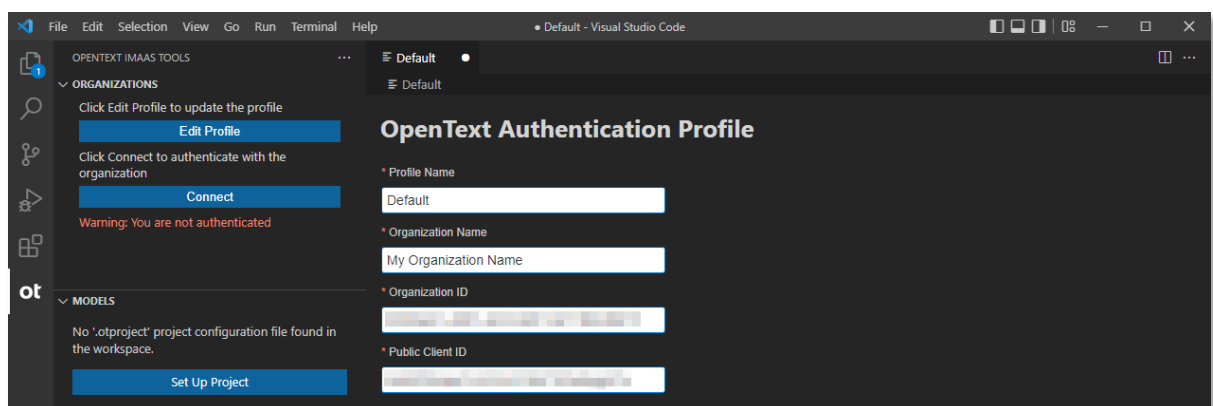 File Edit Selection View Go Run Terminal Help
● Default - Visual Studio Code
OPENTEXT IMAAS TOOLS ...
ORGANIZATIONS
Click Edit Profile to update the profile
Edit Profile
Click Connect to authenticate with the
organization
Connect
Warning: You are not authenticated
MODELS
No '.otproject' project configuration file found in
the workspace.
Set Up Project
1
ot
Default ●
Default
OpenText Authentication Profile
* Profile Name
Default
* Organization Name
My Organization Name
* Organization ID
* Public Client ID